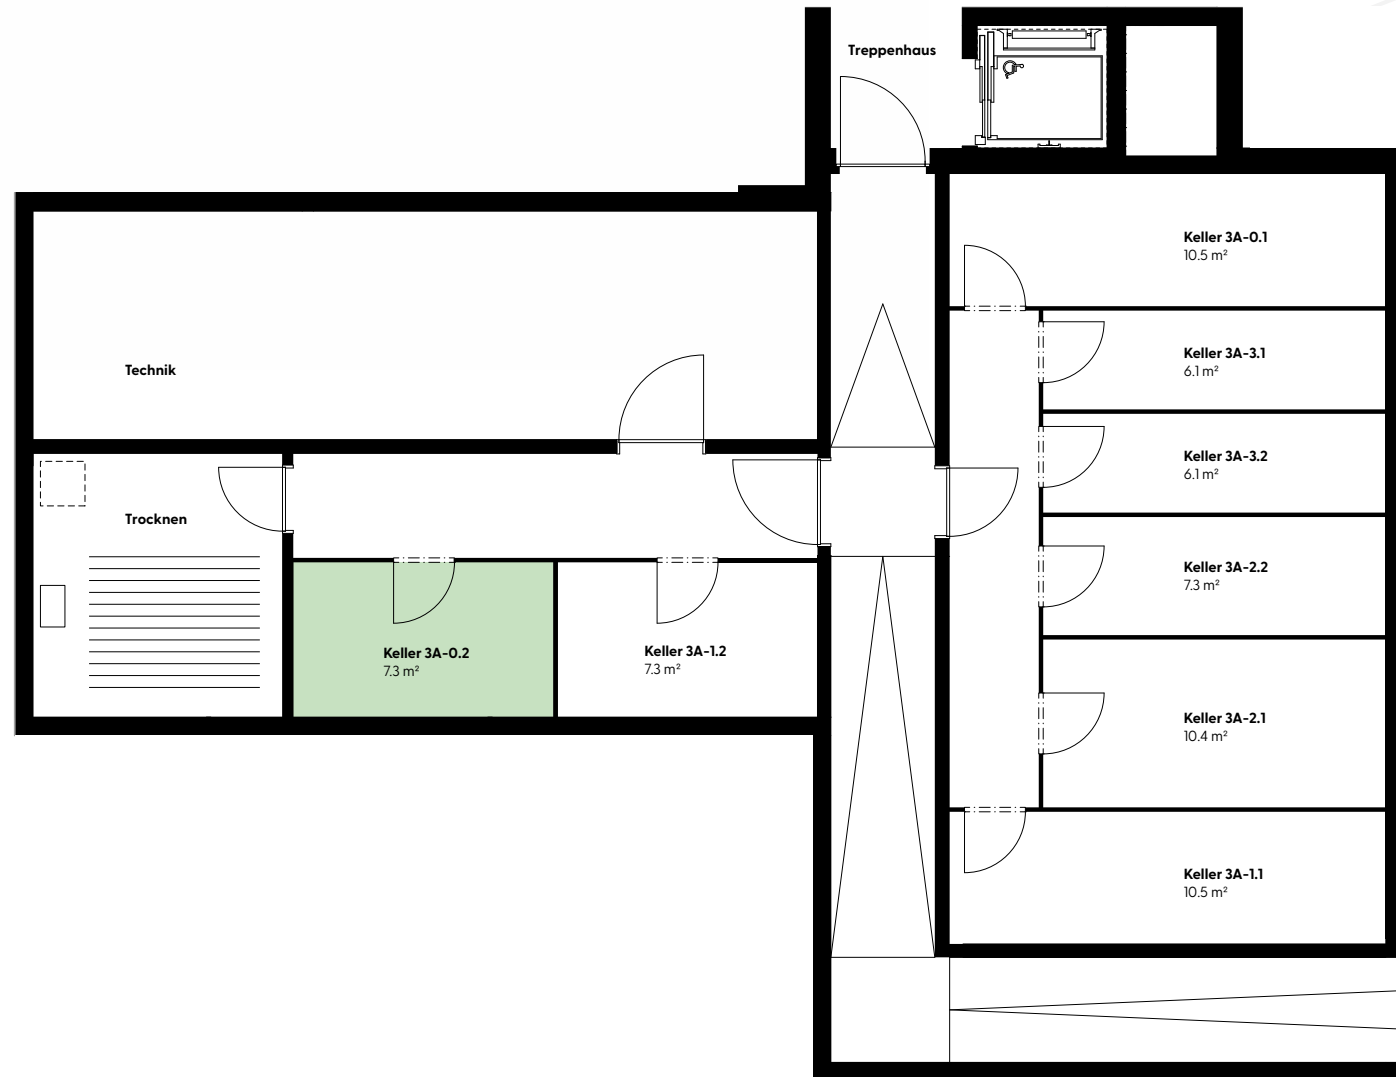 Treppenhaus
Keller 3A-0.1
10.5 m²
Keller 3A-3.1
6.1 m²
Technik
Keller 3A-3.2
6.1 m²
Trocknen
Keller 3A-2.2
7.3 m²
Keller 3A-0.2
7.3 m²
Keller 3A-1.2
7.3 m²
Keller 3A-2.1
10.4 m²
Keller 3A-1.1
10.5 m²